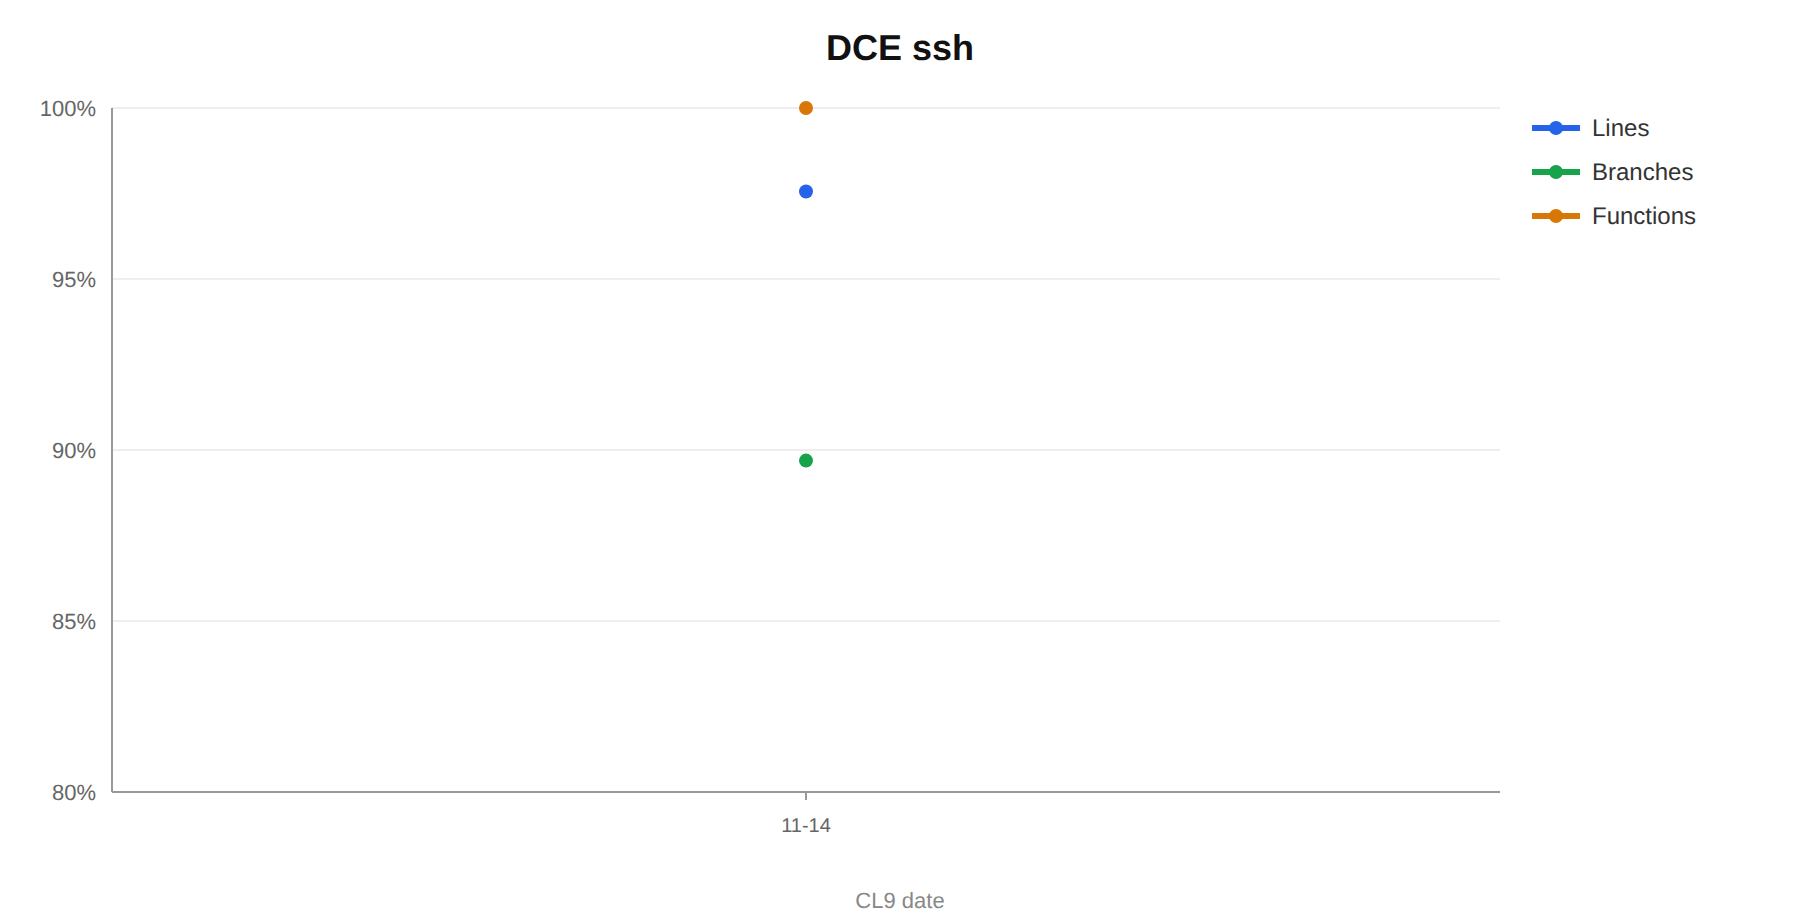 DCE ssh
100%
95%
90%
85%
80%
11-14
CL9 date
Lines
Branches
Functions